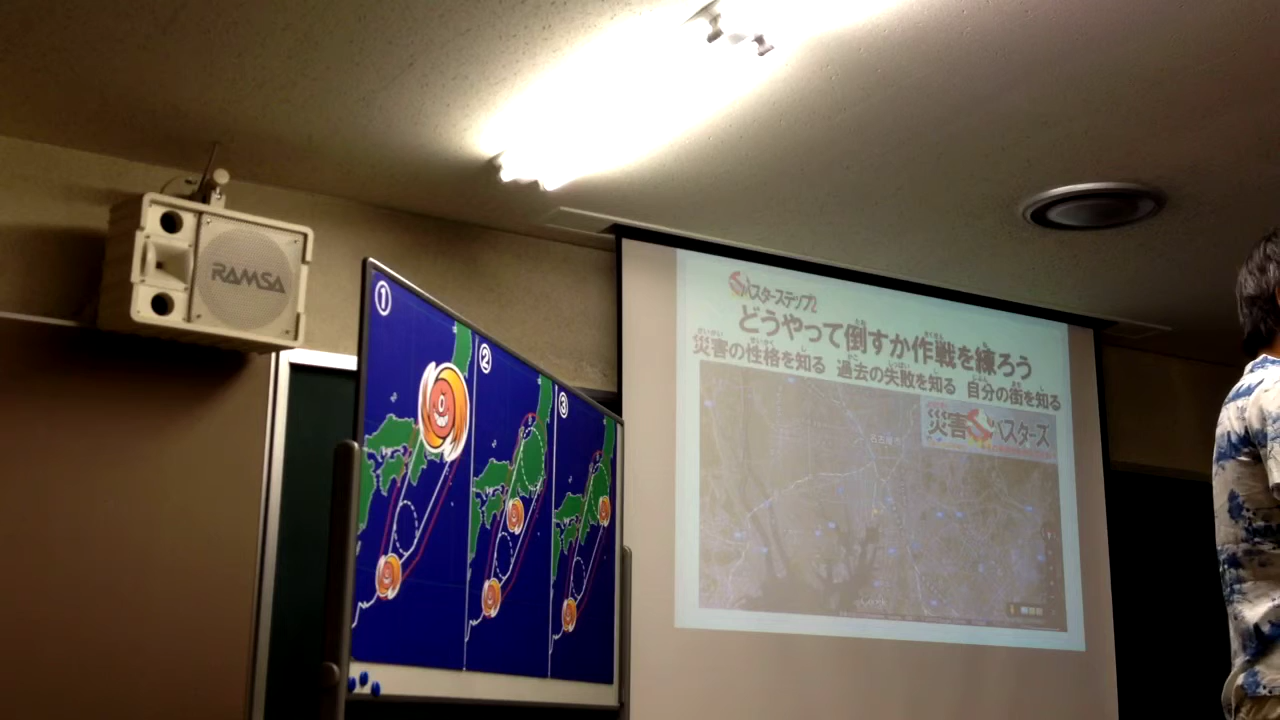 RAMSA
①
②
③
バスターステップ2
どうやって倒すか作戦を練ろう
災害の性格を知る 過去の失敗を知る 自分の街を知る
災害バスターズ
名古屋